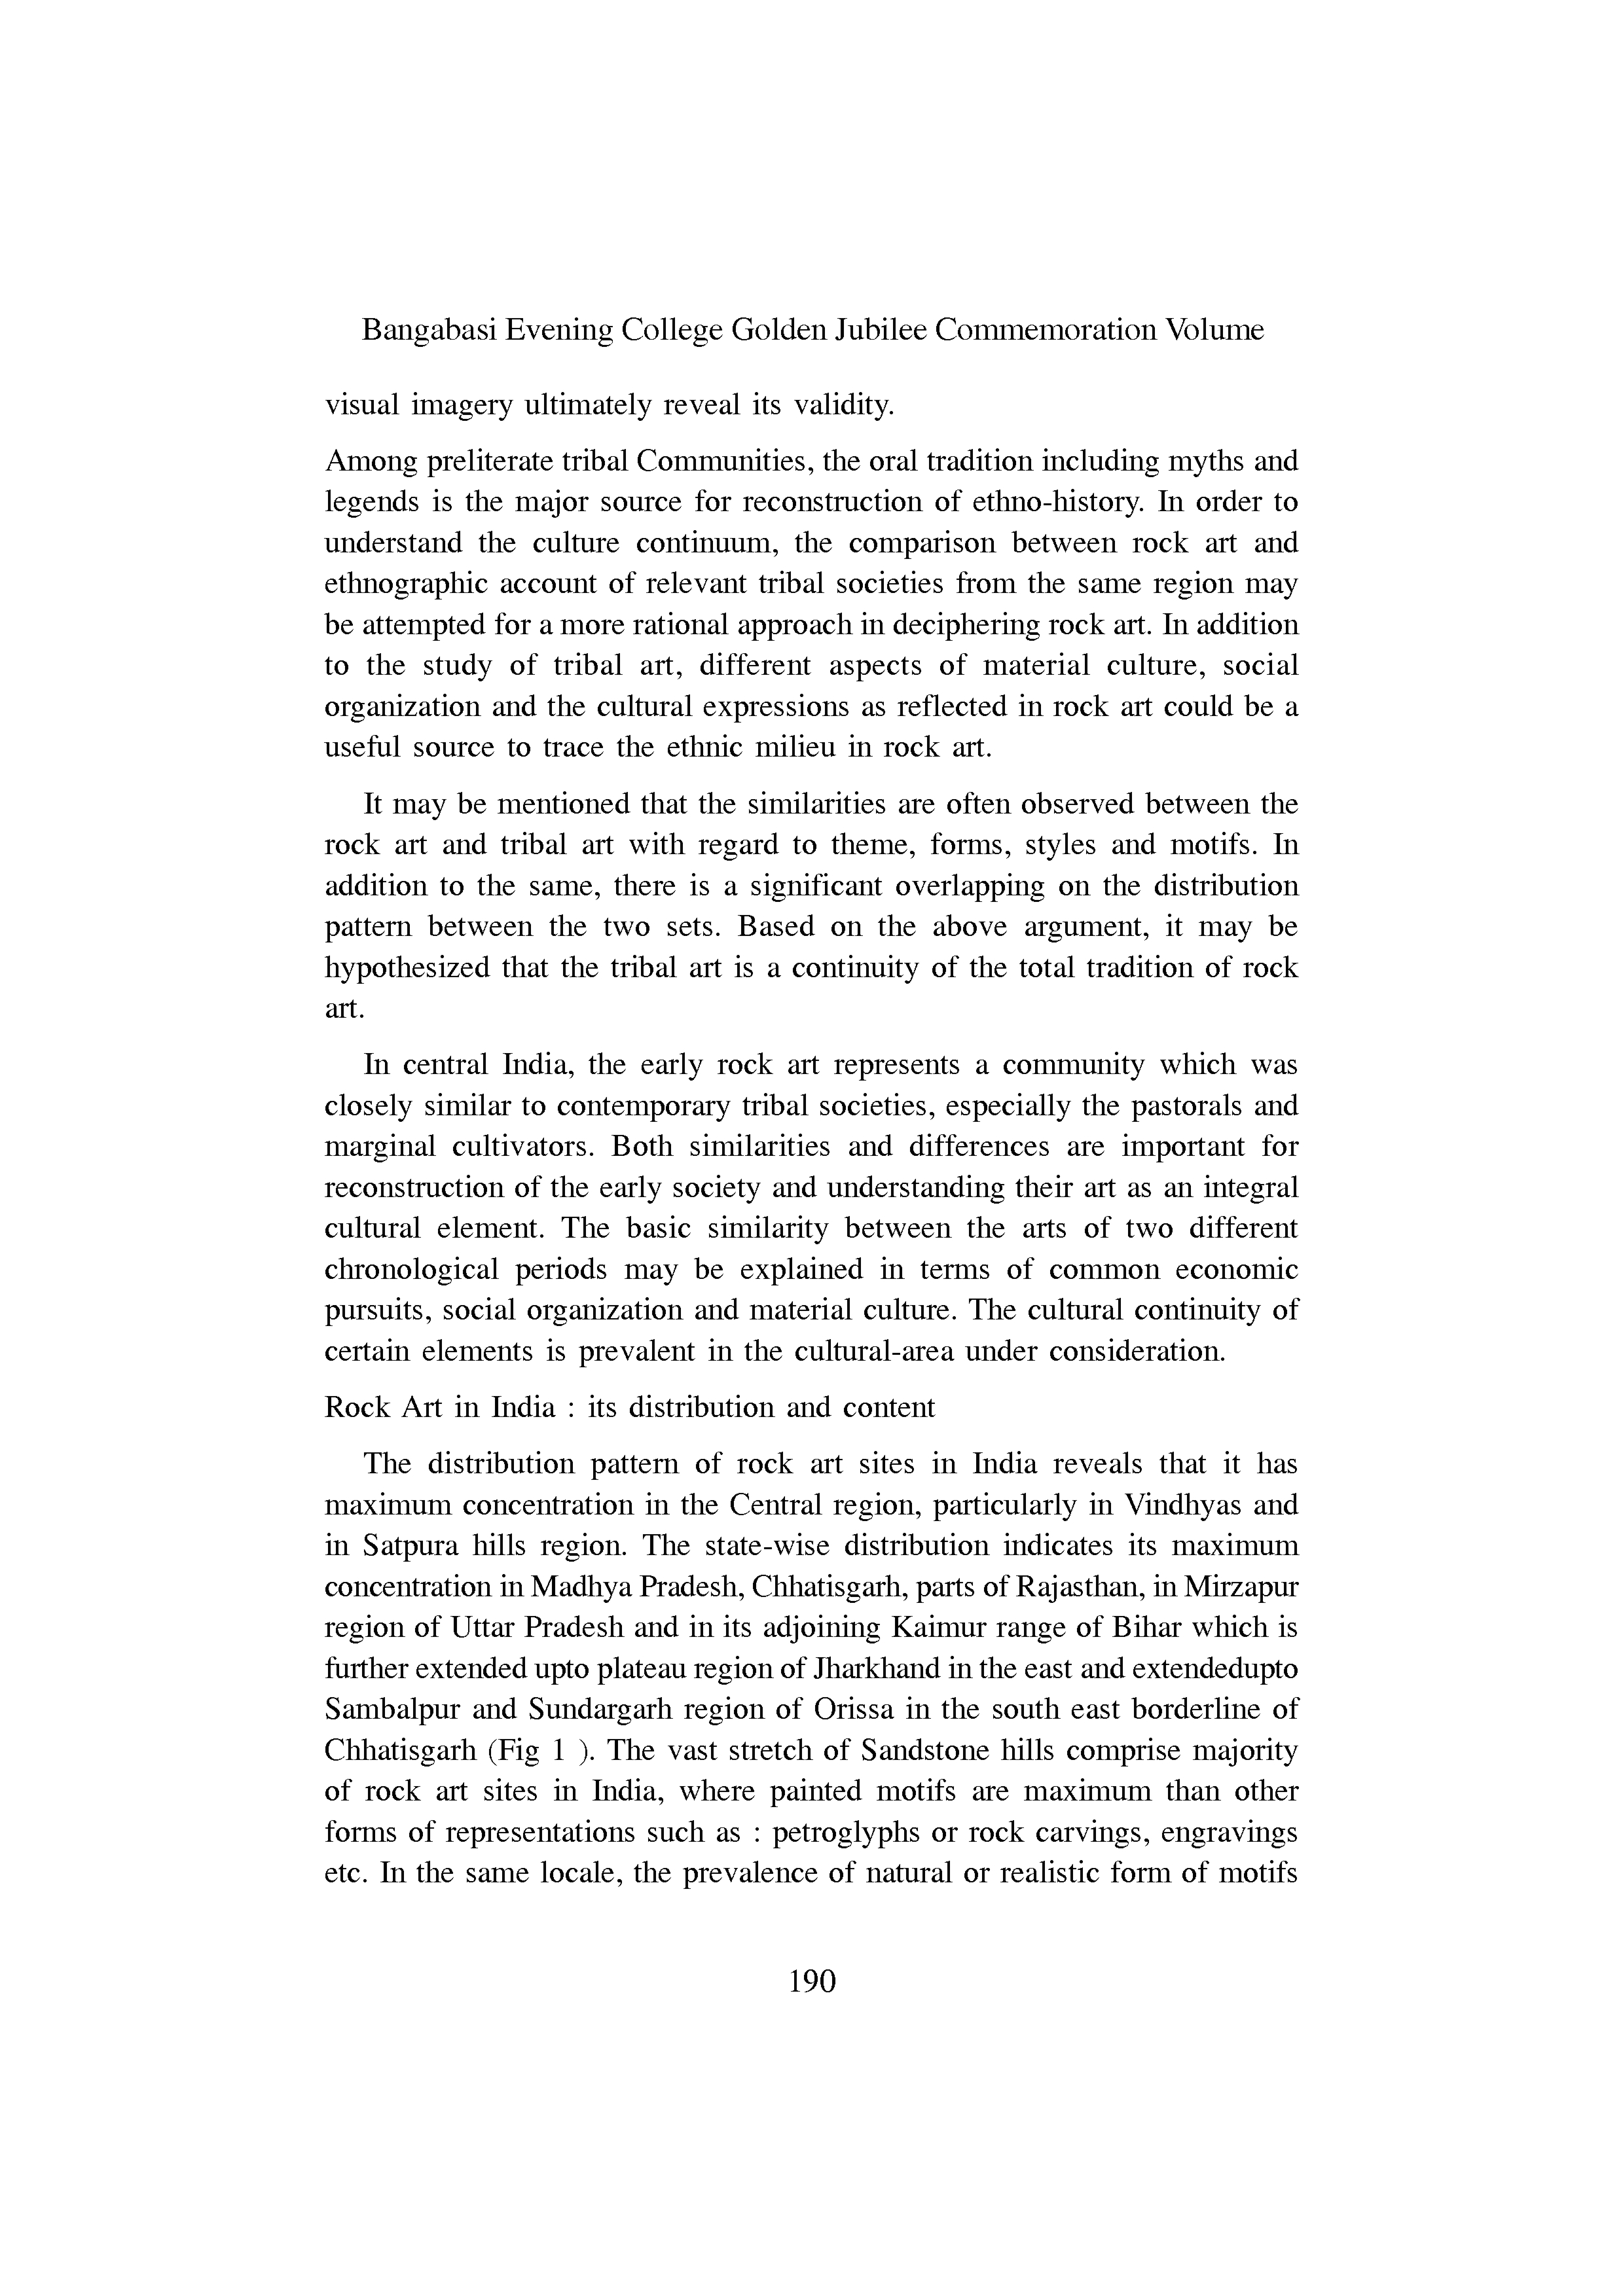 Bangabasi Evening College Golden Jubilee Commemoration Volume
visual imagery ultimately reveal its validity.
Among preliterate tribal Communities, the oral tradition including myths and
legends is the major source for reconstruction of ethno-history. In order to
understand the culture continuum, the comparison between rock art and
ethnographic account of relevant tribal societies from the same region may
be attempted for a more rational approach in deciphering rock art. In addition
to the study of tribal art, different aspects of material culture, social
organization and the cultural expressions as reflected in rock art could be a
useful source to trace the ethnic milieu in rock art.
It may be mentioned that the similarities are often observed between the
rock art and tribal art with regard to theme, forms, styles and motifs. In
addition to the same, there is a significant overlapping on the distribution
pattern between the two sets. Based on the above argument, it may be
hypothesized that the tribal art is a continuity of the total tradition of rock
art.
In central India, the early rock art represents a community which was
closely similar to contemporary tribal societies, especially the pastorals and
marginal cultivators. Both similarities and differences are important for
reconstruction of the early society and understanding their art as an integral
cultural element. The basic similarity between the arts of two different
chronological periods may be explained in terms of common economic
pursuits, social organization and material culture. The cultural continuity of
certain elements is prevalent in the cultural-area under consideration.
Rock Art in India : its distribution and content
The distribution pattern of rock art sites in India reveals that it has
maximum concentration in the Central region, particularly in Vindhyas and
in Satpura hills region. The state-wise distribution indicates its maximum
concentration in Madhya Pradesh, Chhatisgarh, parts of Rajasthan, in Mirzapur
region of Uttar Pradesh and in its adjoining Kaimur range of Bihar which is
further extended upto plateau region of Jharkhand in the east and extendedupto
Sambalpur and Sundargarh region of Orissa in the south east borderline of
Chhatisgarh (Fig 1 ). The vast stretch of Sandstone hills comprise majority
of rock art sites in India, where painted motifs are maximum than other
forms of representations such as : petroglyphs or rock carvings, engravings
etc. In the same locale, the prevalence of natural or realistic form of motifs
190